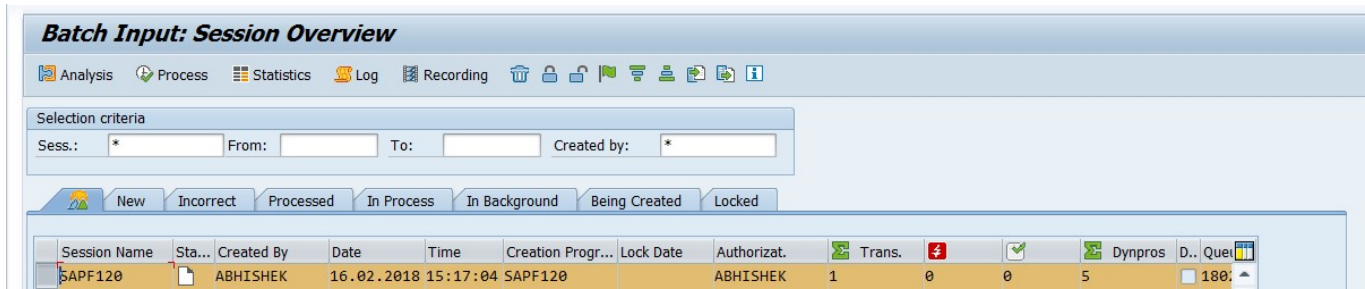 Batch Input: Session Overview
Analysis Process Statistics Log Recording
Selection criteria
Sess.: * From: To: Created by: *
New Incorrect Processed In Process In Background Being Created Locked
Session Name Sta... Created By Date Time Creation Progr... Lock Date Authorizat. Trans. Dynpros D..
SAPF120 ABHISHEK 16.02.2018 15:17:04 SAPF120 ABHISHEK 1 0 0 5